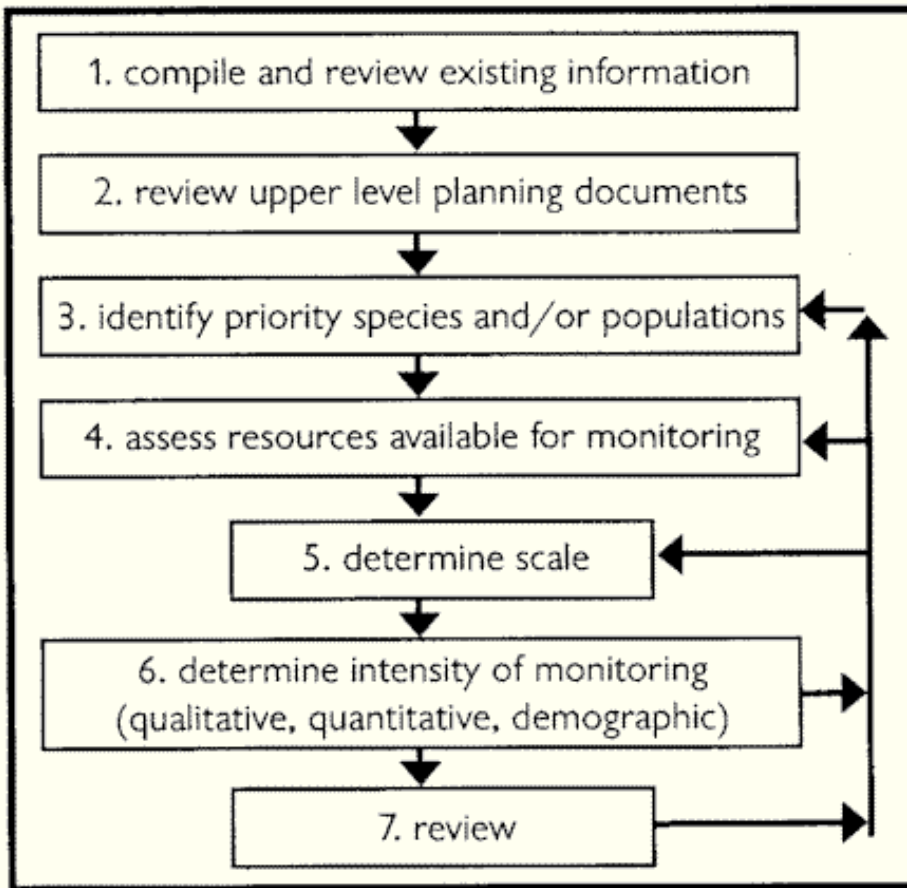 1. compile and review existing information
2. review upper level planning documents
3. identify priority species and/or populations
4. assess resources available for monitoring
5. determine scale
6. determine intensity of monitoring
(qualitative, quantitative, demographic)
7. review